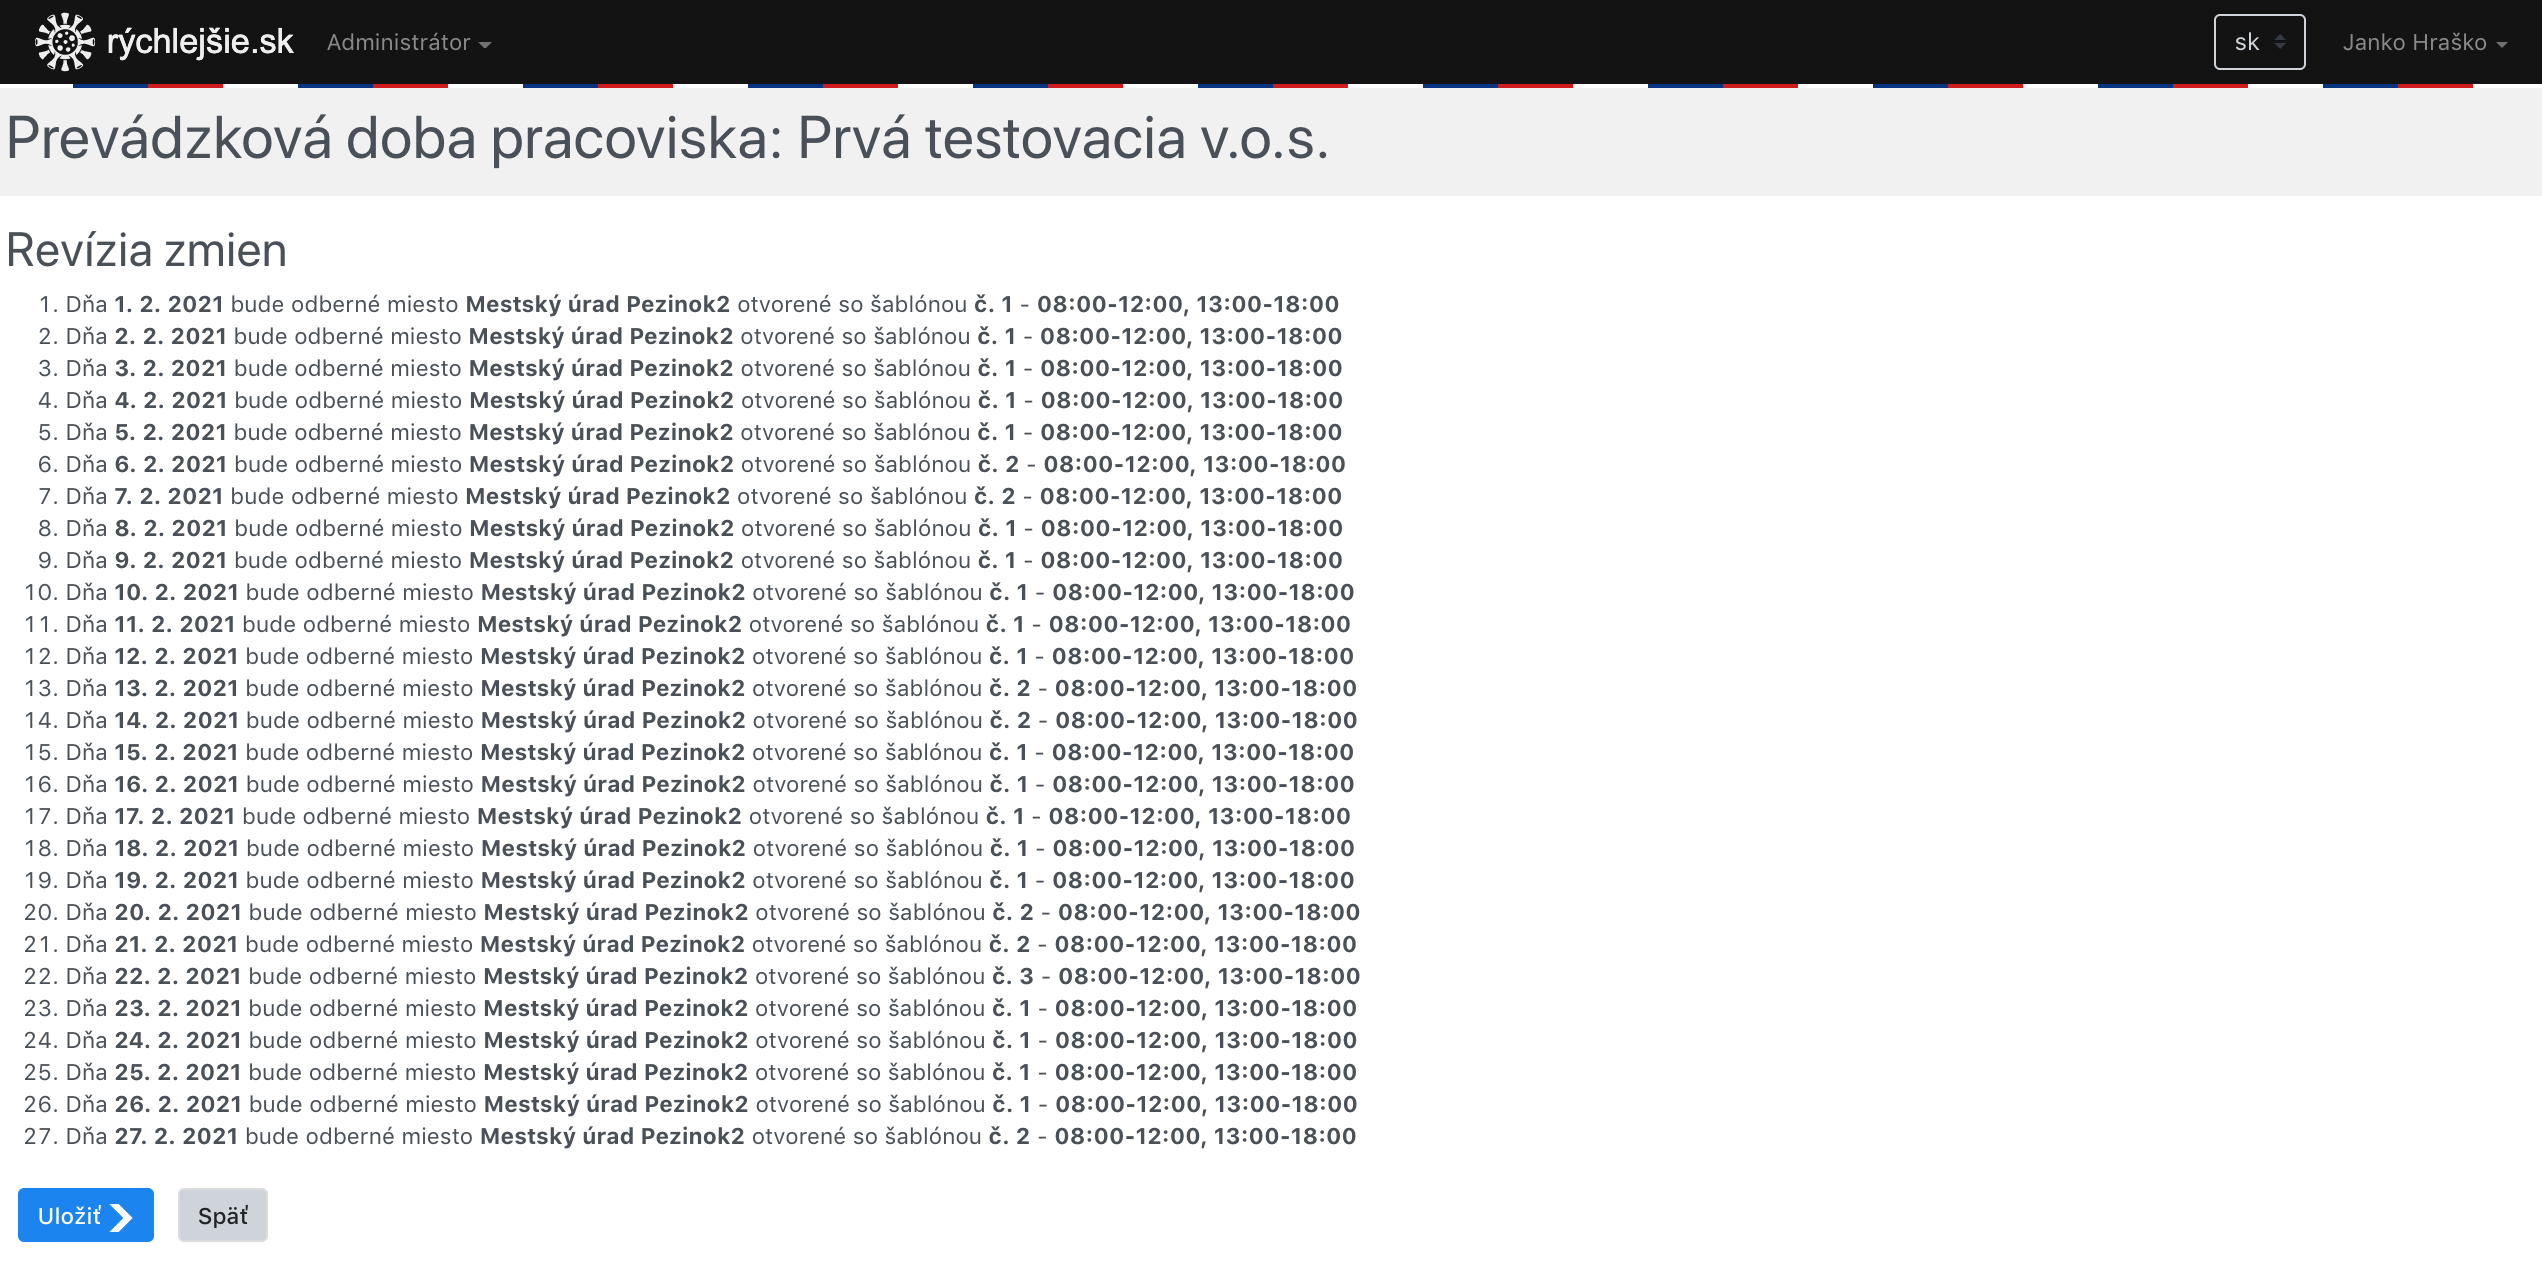 rýchlejšie.sk Administrátor sk Janko Hraško
Prevádzková doba pracoviska: Prvá testovacia v.o.s.
Revízia zmien
1. Dňa 1. 2. 2021 bude odberné miesto Mestský úrad Pezinok2 otvorené so šablónou č. 1 - 08:00-12:00, 13:00-18:00
2. Dňa 2. 2. 2021 bude odberné miesto Mestský úrad Pezinok2 otvorené so šablónou č. 1 - 08:00-12:00, 13:00-18:00
3. Dňa 3. 2. 2021 bude odberné miesto Mestský úrad Pezinok2 otvorené so šablónou č. 1 - 08:00-12:00, 13:00-18:00
4. Dňa 4. 2. 2021 bude odberné miesto Mestský úrad Pezinok2 otvorené so šablónou č. 1 - 08:00-12:00, 13:00-18:00
5. Dňa 5. 2. 2021 bude odberné miesto Mestský úrad Pezinok2 otvorené so šablónou č. 1 - 08:00-12:00, 13:00-18:00
6. Dňa 6. 2. 2021 bude odberné miesto Mestský úrad Pezinok2 otvorené so šablónou č. 2 - 08:00-12:00, 13:00-18:00
7. Dňa 7. 2. 2021 bude odberné miesto Mestský úrad Pezinok2 otvorené so šablónou č. 2 - 08:00-12:00, 13:00-18:00
8. Dňa 8. 2. 2021 bude odberné miesto Mestský úrad Pezinok2 otvorené so šablónou č. 1 - 08:00-12:00, 13:00-18:00
9. Dňa 9. 2. 2021 bude odberné miesto Mestský úrad Pezinok2 otvorené so šablónou č. 1 - 08:00-12:00, 13:00-18:00
10. Dňa 10. 2. 2021 bude odberné miesto Mestský úrad Pezinok2 otvorené so šablónou č. 1 - 08:00-12:00, 13:00-18:00
11. Dňa 11. 2. 2021 bude odberné miesto Mestský úrad Pezinok2 otvorené so šablónou č. 1 - 08:00-12:00, 13:00-18:00
12. Dňa 12. 2. 2021 bude odberné miesto Mestský úrad Pezinok2 otvorené so šablónou č. 1 - 08:00-12:00, 13:00-18:00
13. Dňa 13. 2. 2021 bude odberné miesto Mestský úrad Pezinok2 otvorené so šablónou č. 2 - 08:00-12:00, 13:00-18:00
14. Dňa 14. 2. 2021 bude odberné miesto Mestský úrad Pezinok2 otvorené so šablónou č. 2 - 08:00-12:00, 13:00-18:00
15. Dňa 15. 2. 2021 bude odberné miesto Mestský úrad Pezinok2 otvorené so šablónou č. 1 - 08:00-12:00, 13:00-18:00
16. Dňa 16. 2. 2021 bude odberné miesto Mestský úrad Pezinok2 otvorené so šablónou č. 1 - 08:00-12:00, 13:00-18:00
17. Dňa 17. 2. 2021 bude odberné miesto Mestský úrad Pezinok2 otvorené so šablónou č. 1 - 08:00-12:00, 13:00-18:00
18. Dňa 18. 2. 2021 bude odberné miesto Mestský úrad Pezinok2 otvorené so šablónou č. 1 - 08:00-12:00, 13:00-18:00
19. Dňa 19. 2. 2021 bude odberné miesto Mestský úrad Pezinok2 otvorené so šablónou č. 1 - 08:00-12:00, 13:00-18:00
20. Dňa 20. 2. 2021 bude odberné miesto Mestský úrad Pezinok2 otvorené so šablónou č. 2 - 08:00-12:00, 13:00-18:00
21. Dňa 21. 2. 2021 bude odberné miesto Mestský úrad Pezinok2 otvorené so šablónou č. 2 - 08:00-12:00, 13:00-18:00
22. Dňa 22. 2. 2021 bude odberné miesto Mestský úrad Pezinok2 otvorené so šablónou č. 3 - 08:00-12:00, 13:00-18:00
23. Dňa 23. 2. 2021 bude odberné miesto Mestský úrad Pezinok2 otvorené so šablónou č. 1 - 08:00-12:00, 13:00-18:00
24. Dňa 24. 2. 2021 bude odberné miesto Mestský úrad Pezinok2 otvorené so šablónou č. 1 - 08:00-12:00, 13:00-18:00
25. Dňa 25. 2. 2021 bude odberné miesto Mestský úrad Pezinok2 otvorené so šablónou č. 1 - 08:00-12:00, 13:00-18:00
26. Dňa 26. 2. 2021 bude odberné miesto Mestský úrad Pezinok2 otvorené so šablónou č. 1 - 08:00-12:00, 13:00-18:00
27. Dňa 27. 2. 2021 bude odberné miesto Mestský úrad Pezinok2 otvorené so šablónou č. 2 - 08:00-12:00, 13:00-18:00
Uložiť Späť